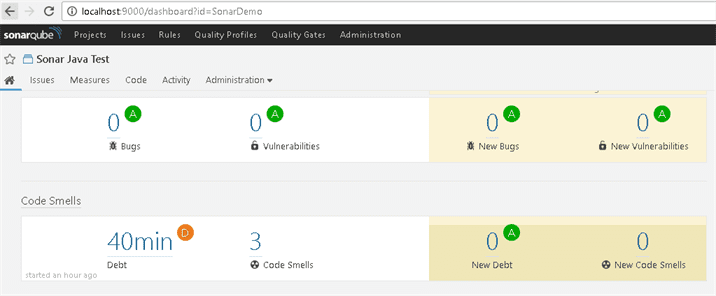 localhost:9000/dashboard?id=SonarDemo
sonarqube Projects Issues Rules Quality Profiles Quality Gates Administration
Sonar Java Test
Issues Measures Code Activity Administration
0 A 0 A 0 A 0 A
Bugs Vulnerabilities New Bugs New Vulnerabilities
Code Smells
40min D 3 0 A 0
Debt Code Smells New Debt New Code Smells
started an hour ago